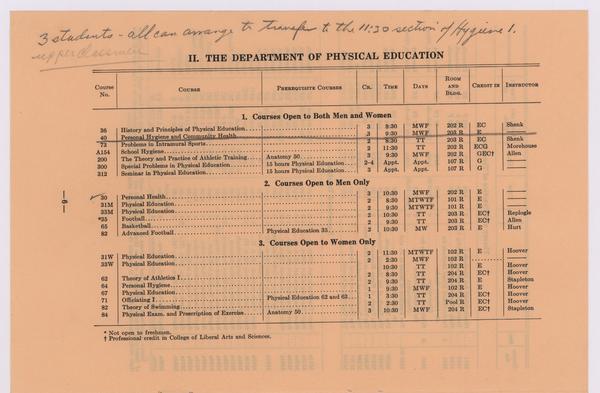 3 students - all can arrange to transfer to the 11:30 section of Hygiene 1.
upperclassmen
II. THE DEPARTMENT OF PHYSICAL EDUCATION
Course No. COURSE PREREQUISITE COURSES CR. TIME DAYS ROOM AND BLDG. CREDIT IN INSTRUCTOR
1. Courses Open to Both Men and Women
36 History and Principles of Physical Education 3 8:30 MWF 202 R EC Shenk
40 Personal Hygiene and Community Health 3 9:30 MWF 203 R E
73 Problems in Intramural Sports 2 8:30 TT 203 R EC Shenk
A154 School Hygiene 2 11:30 TT 202 R ECG Morehouse
200 The Theory and Practice of Athletic Training Anatomy 50 3 9:30 MWF 202 R GEC† Allen
300 Special Problems in Physical Education 15 hours Physical Education 2-4 Appt. Appt. 107 R G
312 Seminar in Physical Education 15 hours Physical Education 3 Appt. Appt. 107 R G
— 9 —
2. Courses Open to Men Only
30 Personal Health 3 10:30 MWF 202 R E
31M Physical Education 2 8:30 MTWTF 101 R E
33M Physical Education 2 9:30 MTWTF 101 R E
*35 Football 2 10:30 TT 203 R EC† Replogle
65 Basketball 2 9:30 TT 203 R EC† Allen
82 Advanced Football Physical Education 35 2 10:30 MW 203 R E Hurt
3. Courses Open to Women Only
31W Physical Education 2 11:30 MTWTF 102 R E Hoover
33W Physical Education 2 2:30 MWF 102 R
10:30 TT 102 R E Hoover
62 Theory of Athletics I 2 8:30 TT 204 R EC† Hoover
64 Personal Hygiene 2 9:30 TT 204 R E Stapleton
67 Physical Education 1 9:30 MWF 102 R E Hoover
71 Officiating I Physical Education 62 and 63 1 3:30 TT 204 R EC† Hoover
82 Theory of Swimming 2 2:30 TT Pool R EC† Hoover
84 Physical Exam. and Prescription of Exercise Anatomy 50 3 10:30 MWF 204 R EC† Stapleton
* Not open to freshmen.
† Professional credit in College of Liberal Arts and Sciences.